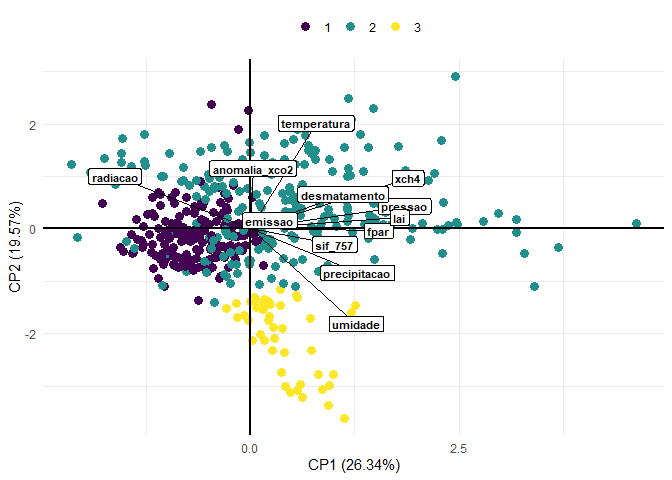 1 2 3
temperatura
anomalia_xco2
radiacao
xch4
desmatamento
pressao
lai
emissao
fpar
sif_757
precipitacao
umidade
2
0
-2
CP2 (19.57%)
0.0 2.5
CP1 (26.34%)